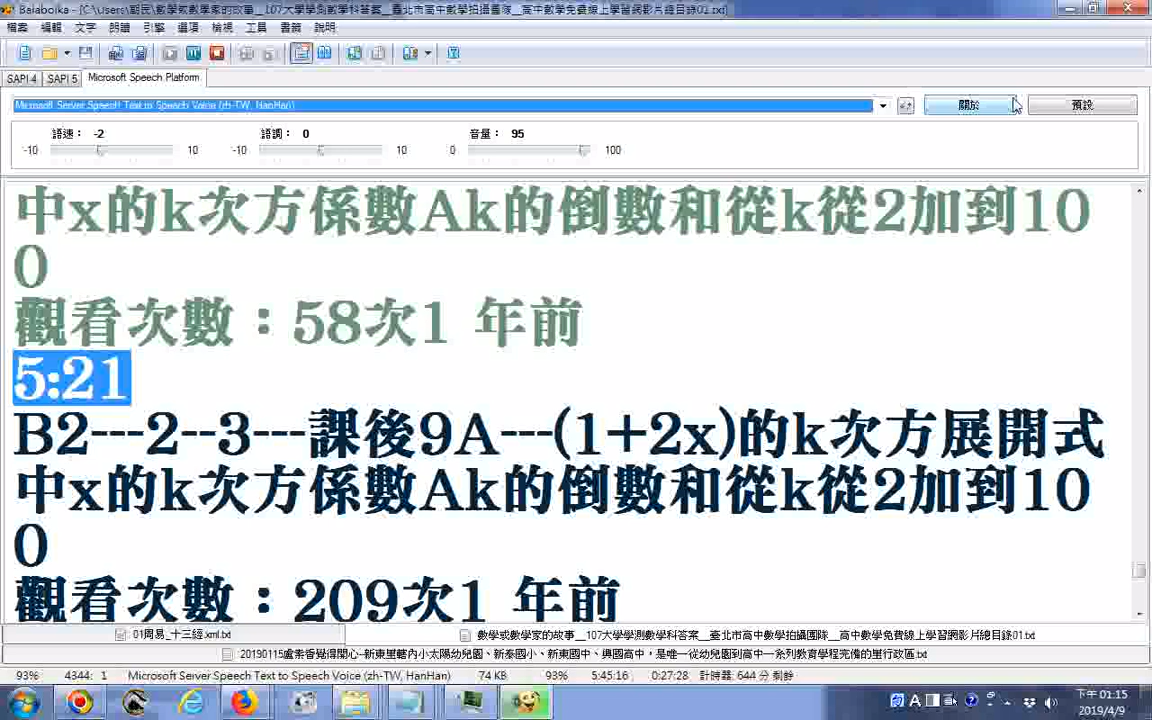 Balabolka - [C:\Users\朝民\數學或數學家的故事__107大學學測數學科答案__臺北市高中數學拍攝團隊__高中數學免費線上學習網影片總目錄01.txt]
檔案 編輯 文字 朗讀 引擎 選項 檢視 工具 書籤 說明
SAPI 4 SAPI 5 Microsoft Speech Platform
Microsoft Server Speech Text to Speech Voice (zh-TW, HanHan)
關於 預設
語速： -2 語調： 0 音量： 95
-10 10 -10 10 0 100
中x的k次方係數Ak的倒數和從k從2加到10
0
觀看次數：58次1 年前
5:21
B2---2--3---課後9A---(1+2x)的k次方展開式
中x的k次方係數Ak的倒數和從k從2加到10
0
觀看次數：209次1 年前
01周易_十三經.xml.txt
數學或數學家的故事__107大學學測數學科答案__臺北市高中數學拍攝團隊__高中數學免費線上學習網影片總目錄01.txt
20190115盧素香覺得開心-新東里轄內小太陽幼兒園、新泰國小、新東國中、興國高中，是唯一從幼兒園到高中一系列教育學程完備的里行政區.txt
93% 4344: 1 Microsoft Server Speech Text to Speech Voice (zh-TW, HanHan) 74 KB 93% 5:45:16 0:27:28 計時器: 644 分 剩餘
下午 01:15
2019/4/9